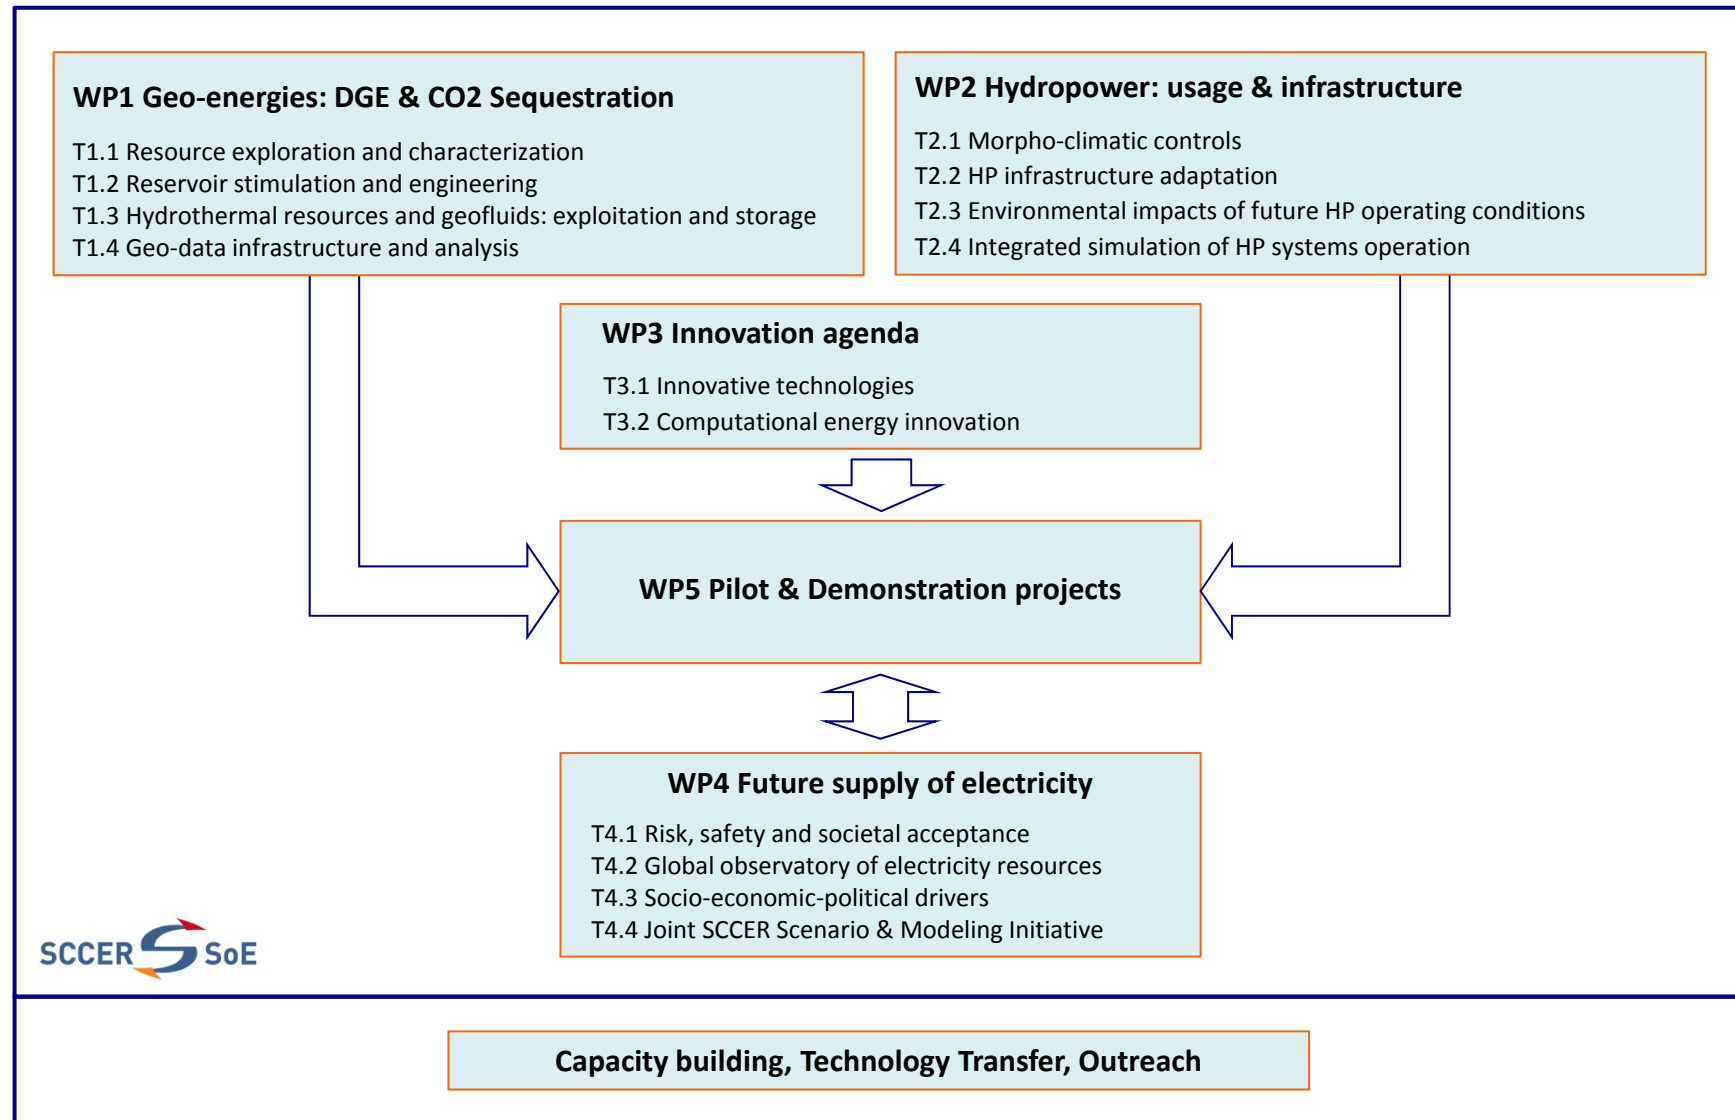 WP1 Geo-energies: DGE & CO2 Sequestration
T1.1 Resource exploration and characterization
T1.2 Reservoir stimulation and engineering
T1.3 Hydrothermal resources and geofluids: exploitation and storage
T1.4 Geo-data infrastructure and analysis
WP2 Hydropower: usage & infrastructure
T2.1 Morpho-climatic controls
T2.2 HP infrastructure adaptation
T2.3 Environmental impacts of future HP operating conditions
T2.4 Integrated simulation of HP systems operation
WP3 Innovation agenda
T3.1 Innovative technologies
T3.2 Computational energy innovation
WP5 Pilot & Demonstration projects
WP4 Future supply of electricity
T4.1 Risk, safety and societal acceptance
T4.2 Global observatory of electricity resources
T4.3 Socio-economic-political drivers
T4.4 Joint SCCER Scenario & Modeling Initiative
SCCER SoE
Capacity building, Technology Transfer, Outreach